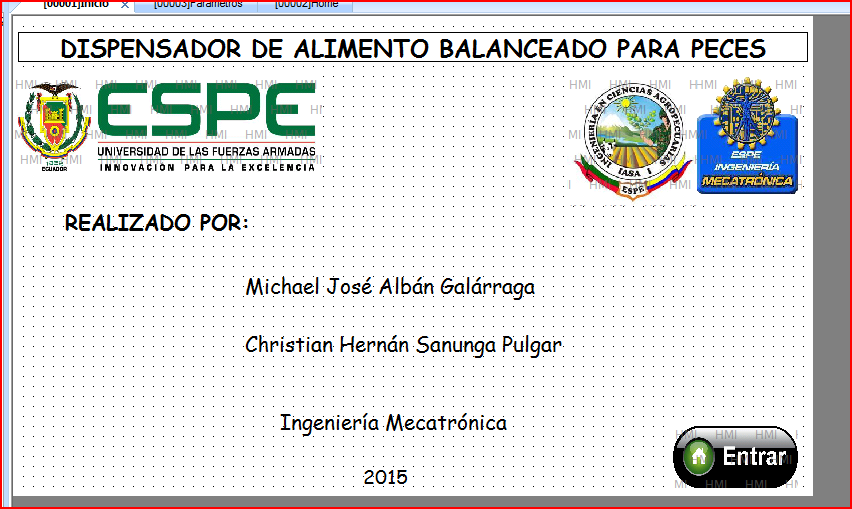 [00001]Inicio [00003]Parametros [00002]Home
DISPENSADOR DE ALIMENTO BALANCEADO PARA PECES
ESPE
UNIVERSIDAD DE LAS FUERZAS ARMADAS
INNOVACIÓN PARA LA EXCELENCIA
1922
ECUADOR
INGENIERÍA EN CIENCIAS AGROPECUARIAS
IASA I
ESPE
ESPE
INGENIERÍA
MECATRÓNICA
REALIZADO POR:
Michael José Albán Galárraga
Christian Hernán Sanunga Pulgar
Ingeniería Mecatrónica
2015
Entrar
HMI